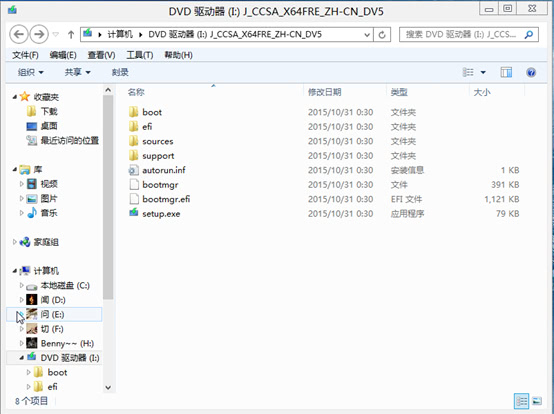 DVD 驱动器 (I:) J_CCSA_X64FRE_ZH-CN_DV5
计算机 DVD 驱动器 (I:) J_CCSA_X64FRE_ZH-CN_DV5 搜索 DVD 驱动器 (I:) J_CCS...
文件(F) 编辑(E) 查看(V) 工具(T) 帮助(H)
组织 共享 刻录
名称 修改日期 类型 大小
收藏夹
下载
桌面
最近访问的位置
库
视频
图片
音乐
家庭组
计算机
本地磁盘 (C:)
闻 (D:)
问 (E:)
切 (F:)
Benny~~ (H:)
DVD 驱动器 (I:)
boot
efi
boot 2015/10/31 0:30 文件夹
efi 2015/10/31 0:30 文件夹
sources 2015/10/31 0:30 文件夹
support 2015/10/31 0:30 文件夹
autorun.inf 2015/10/31 0:30 安装信息 1 KB
bootmgr 2015/10/31 0:30 文件 391 KB
bootmgr.efi 2015/10/31 0:30 EFI 文件 1,121 KB
setup.exe 2015/10/31 0:30 应用程序 79 KB
8 个项目